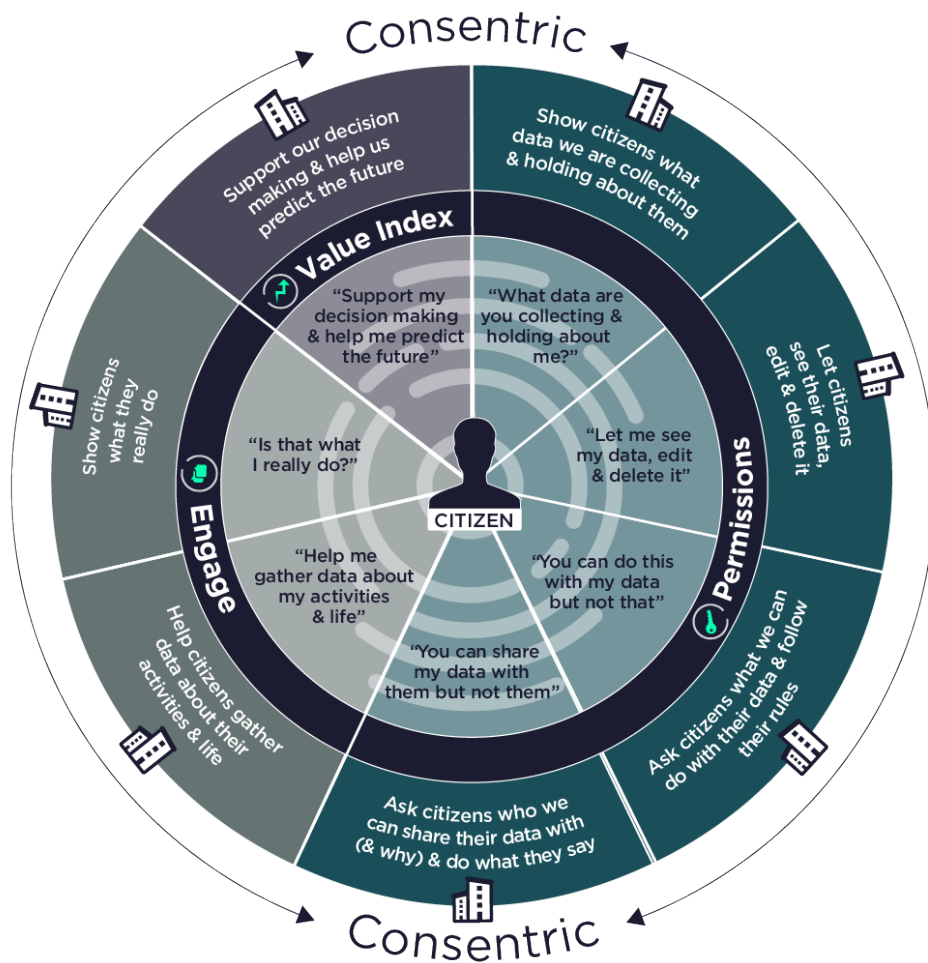 Consentric
Support our decision
making & help us
predict the future
Show citizens what
data we are collecting
& holding about them
Let citizens
see their data,
edit & delete it
Ask citizens what we can
do with their data & follow
their rules
Ask citizens who we
can share their data with
(& why) & do what they say
Help citizens gather
data about their
activities & life
Show citizens
what they
really do
Value Index
Permissions
Engage
“Support my
decision making
& help me predict
the future”
“What data are
you collecting &
holding about
me?”
“Let me see
my data, edit
& delete it”
“You can do this
with my data
but not that”
“You can share
my data with
them but not them”
“Help me
gather data about
my activities
& life”
“Is that what
I really do?”
CITIZEN
Consentric